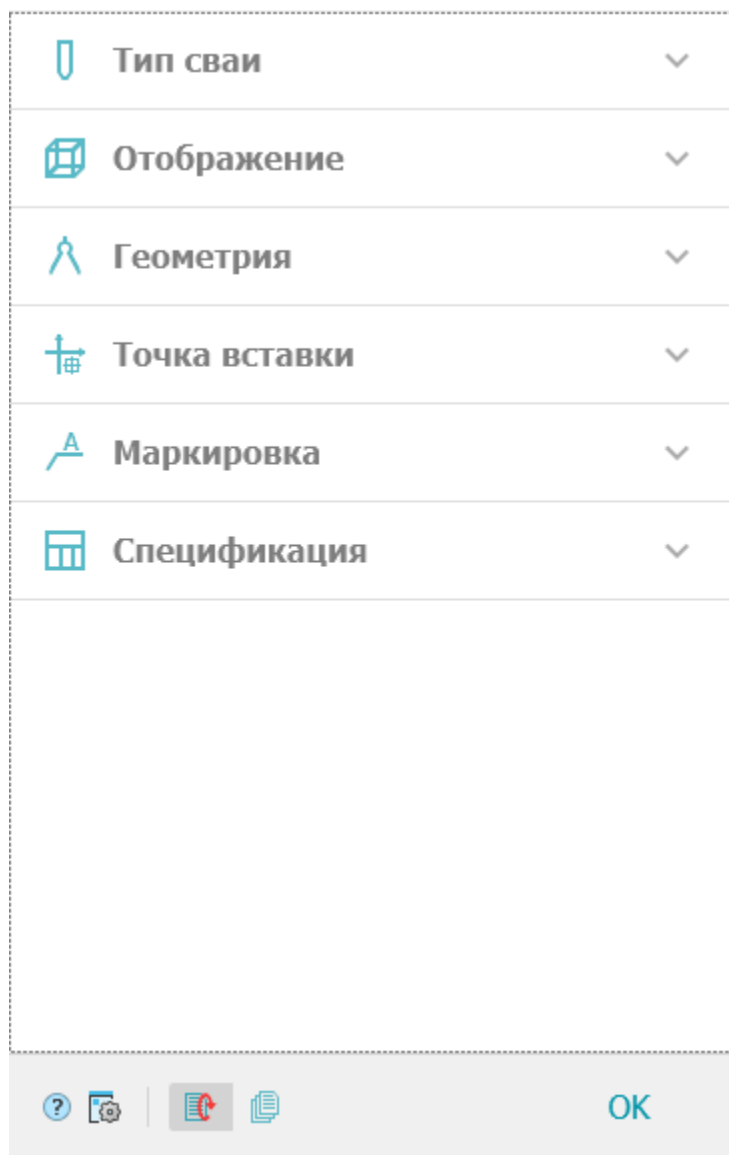 Тип сваи
Отображение
Геометрия
Точка вставки
A
Маркировка
Спецификация
?
OK